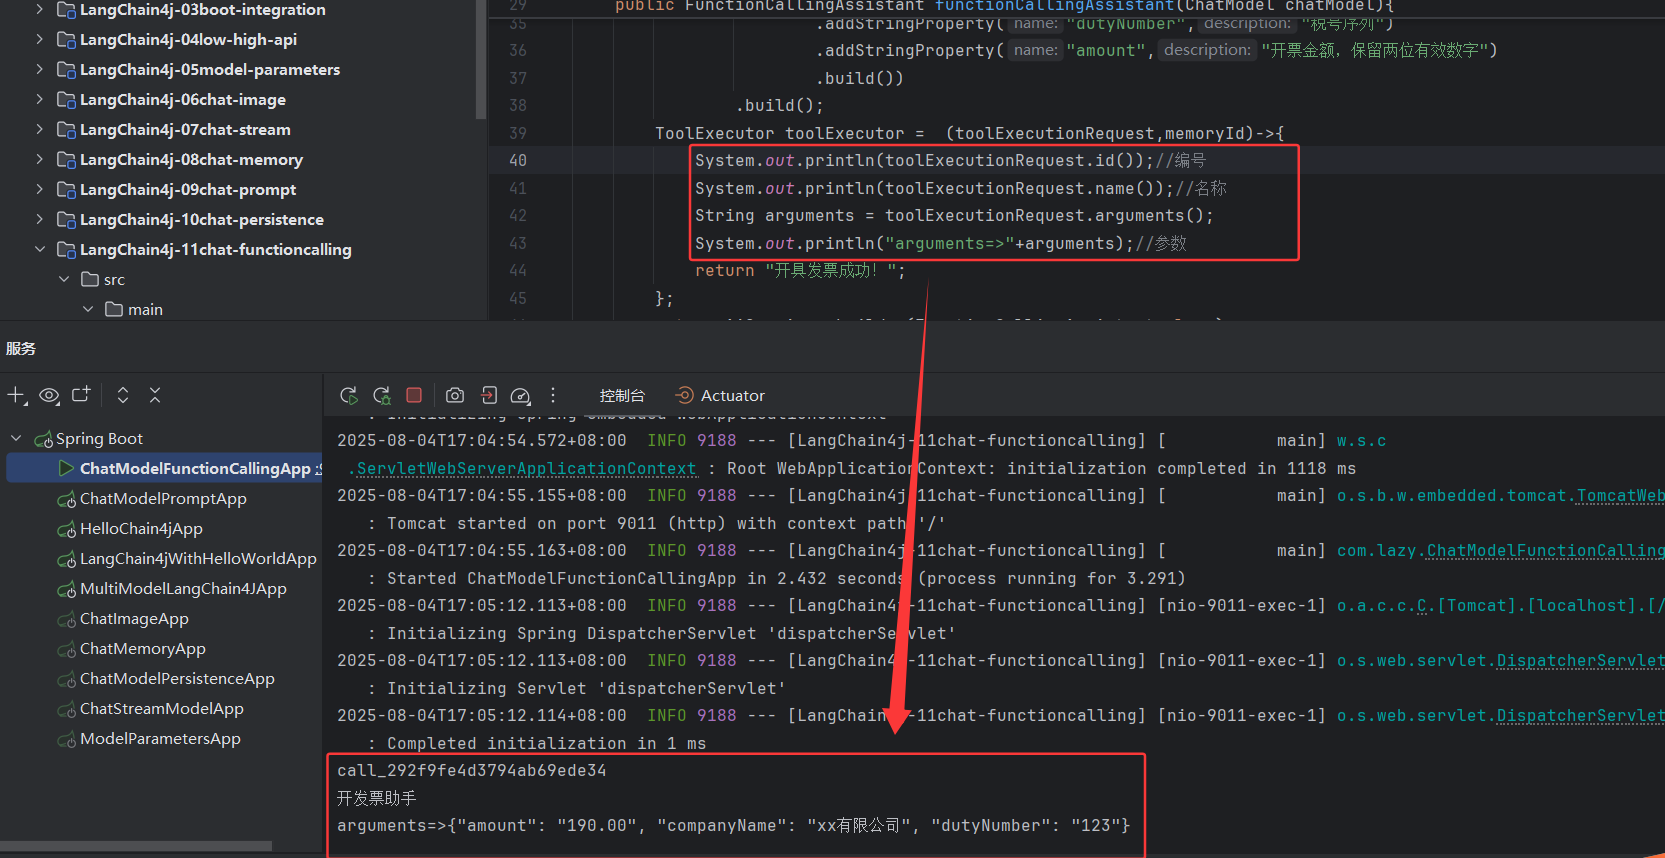 LangChain4j-03boot-integration
LangChain4j-04low-high-api
LangChain4j-05model-parameters
LangChain4j-06chat-image
LangChain4j-07chat-stream
LangChain4j-08chat-memory
LangChain4j-09chat-prompt
LangChain4j-10chat-persistence
LangChain4j-11chat-functioncalling
src
main
29 public FunctionCallingAssistant functionCallingAssistant(ChatModel chatModel){
35 .addStringProperty( name: "dutyNumber", description: "税号序列")
36 .addStringProperty( name: "amount", description: "开票金额，保留两位有效数字")
37 .build())
38 .build();
39 ToolExecutor toolExecutor = (toolExecutionRequest,memoryId)->{
40 System.out.println(toolExecutionRequest.id());//编号
41 System.out.println(toolExecutionRequest.name());//名称
42 String arguments = toolExecutionRequest.arguments();
43 System.out.println("arguments=>"+arguments);//参数
44 return "开具发票成功！";
45 };
服务
控制台 Actuator
Spring Boot
ChatModelFunctionCallingApp
ChatModelPromptApp
HelloChain4jApp
LangChain4jWithHelloWorldApp
MultiModelLangChain4JApp
ChatImageApp
ChatMemoryApp
ChatModelPersistenceApp
ChatStreamModelApp
ModelParametersApp
: Initializing Spring embedded WebApplicationContext
2025-08-04T17:04:54.572+08:00 INFO 9188 --- [LangChain4j-11chat-functioncalling] [ main] w.s.c
.ServletWebServerApplicationContext : Root WebApplicationContext: initialization completed in 1118 ms
2025-08-04T17:04:55.155+08:00 INFO 9188 --- [LangChain4j-11chat-functioncalling] [ main] o.s.b.w.embedded.tomcat.TomcatWeb
: Tomcat started on port 9011 (http) with context path '/'
2025-08-04T17:04:55.163+08:00 INFO 9188 --- [LangChain4j-11chat-functioncalling] [ main] com.lazy.ChatModelFunctionCalling
: Started ChatModelFunctionCallingApp in 2.432 seconds (process running for 3.291)
2025-08-04T17:05:12.113+08:00 INFO 9188 --- [LangChain4j-11chat-functioncalling] [nio-9011-exec-1] o.a.c.c.C.[Tomcat].[localhost].[/
: Initializing Spring DispatcherServlet 'dispatcherServlet'
2025-08-04T17:05:12.113+08:00 INFO 9188 --- [LangChain4j-11chat-functioncalling] [nio-9011-exec-1] o.s.web.servlet.DispatcherServlet
: Initializing Servlet 'dispatcherServlet'
2025-08-04T17:05:12.114+08:00 INFO 9188 --- [LangChain4j-11chat-functioncalling] [nio-9011-exec-1] o.s.web.servlet.DispatcherServlet
: Completed initialization in 1 ms
call_292f9fe4d3794ab69ede34
开发票助手
arguments=>{"amount": "190.00", "companyName": "xx有限公司", "dutyNumber": "123"}